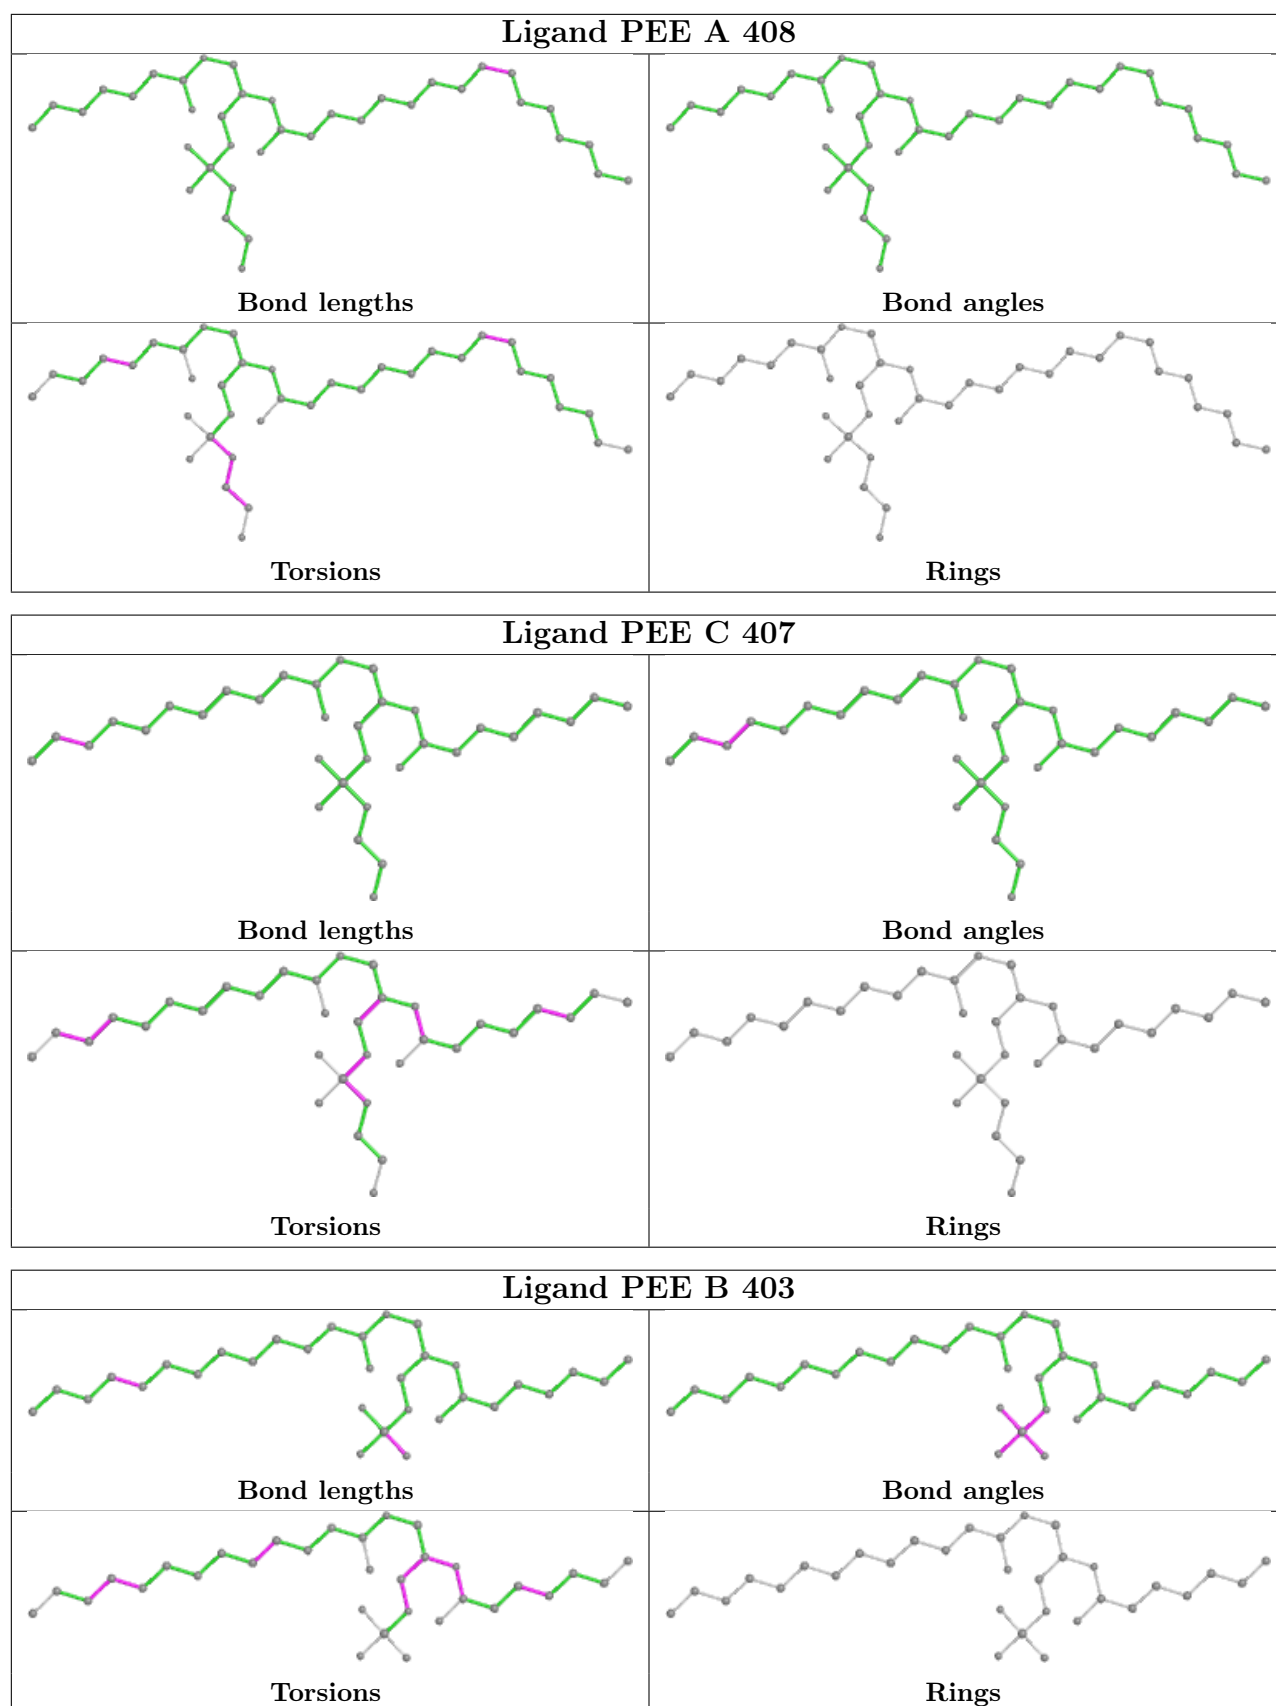 Ligand PEE A 408
Bond lengths
Bond angles
Torsions
Rings
Ligand PEE C 407
Bond lengths
Bond angles
Torsions
Rings
Ligand PEE B 403
Bond lengths
Bond angles
Torsions
Rings